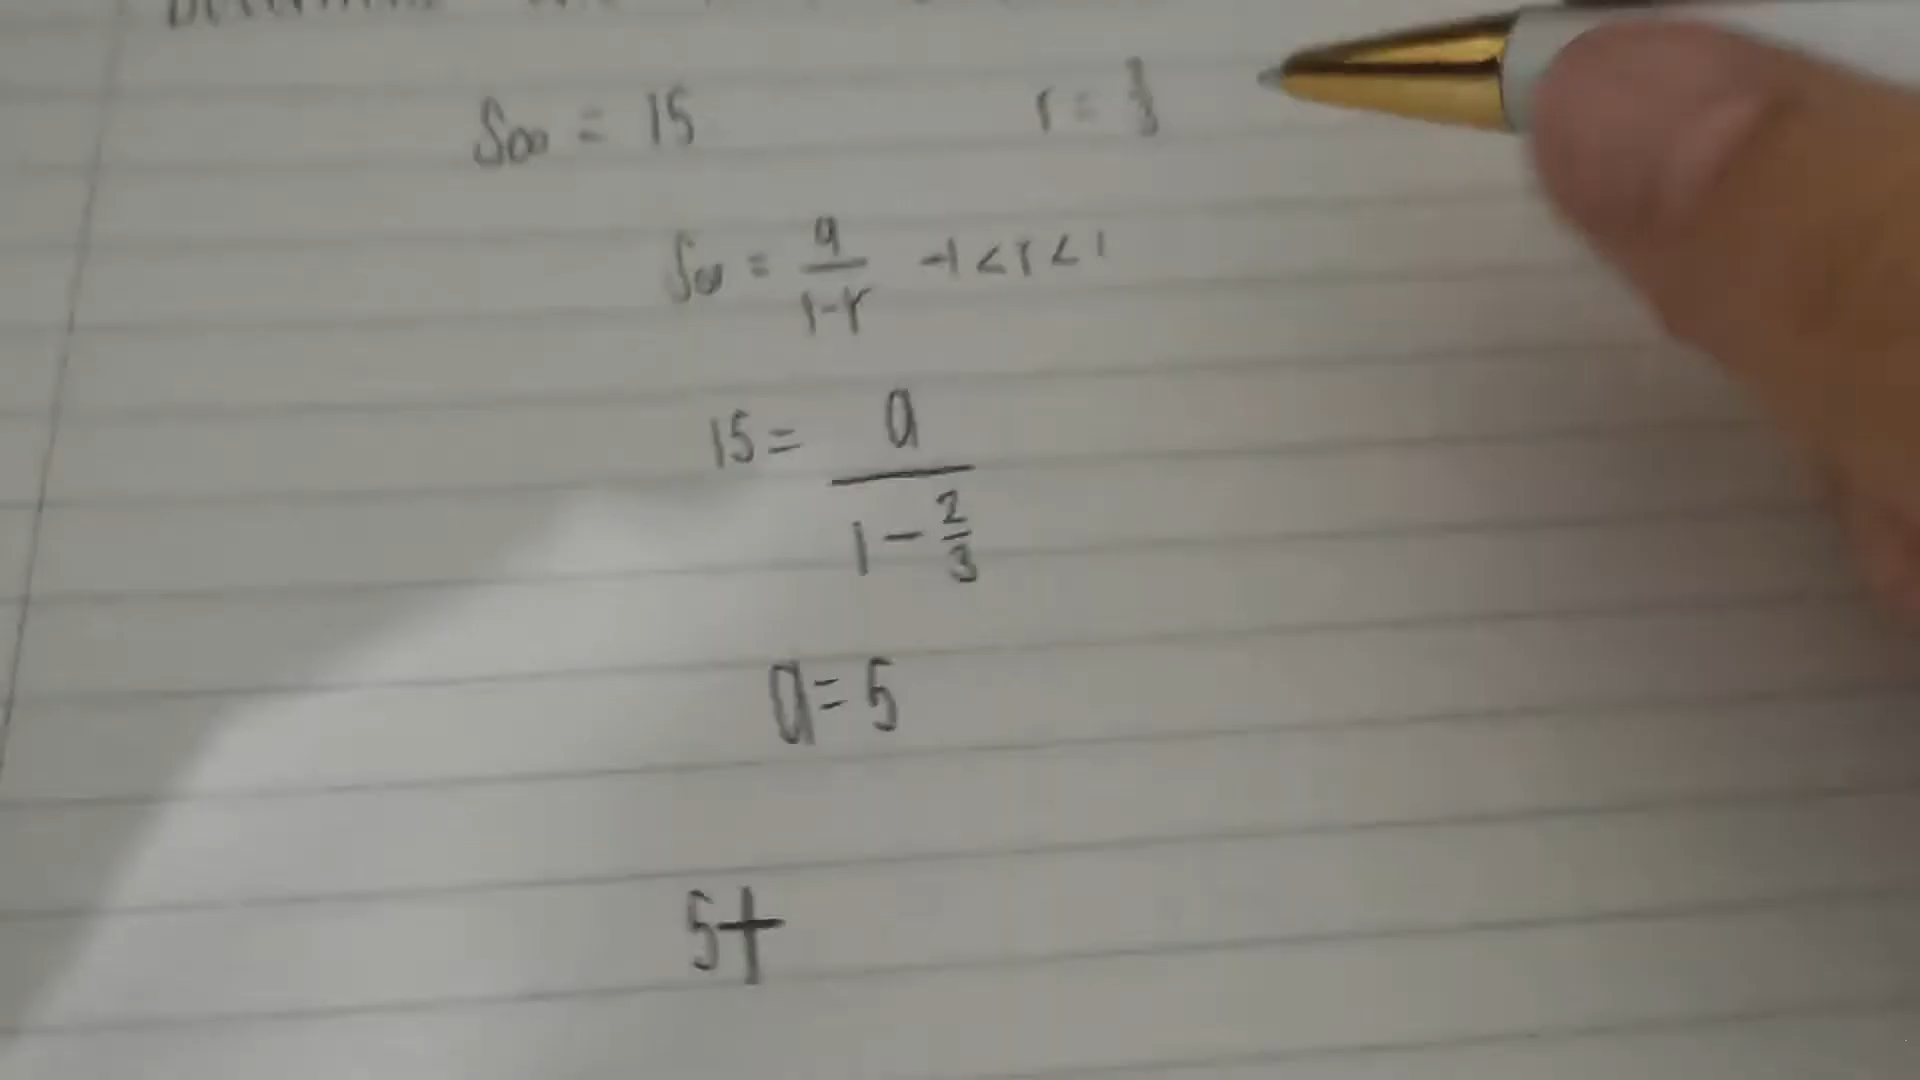 S∞ = 15 r = 2/3
S∞ = a/(1-r) -1<r<1
15 = a/(1 - 2/3)
a = 5
5+